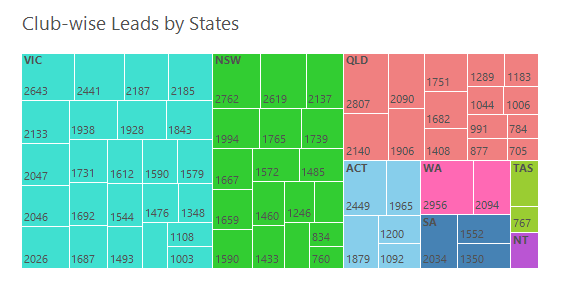 Club-wise Leads by States
VIC
2643 2441 2187 2185
2133 1938 1928 1843
2047 1731 1612 1590 1579
2046 1692 1544 1476 1348
1108
2026 1687 1493 1003
NSW
2762 2619 2137
1994 1765 1739
1667 1572 1485
1659 1460 1246
834
1590 1433 760
QLD
2807 2090 1751 1289 1183
1044 1006
2140 1906 1682 991 784
1408 877 705
ACT
2449 1965
1200
1879 1092
WA
2956 2094
SA
1552
2034 1350
TAS
767
NT